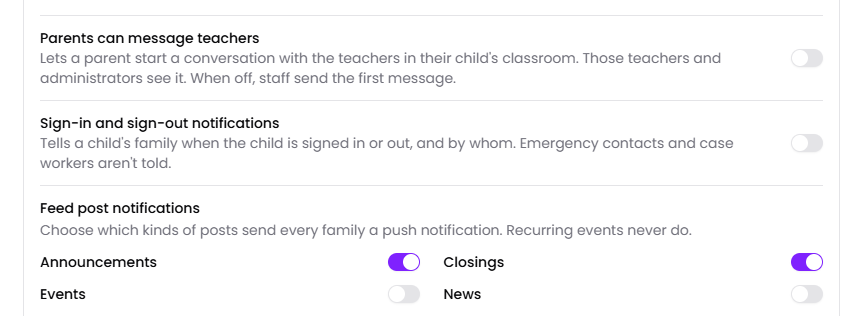 Parents can message teachers
Lets a parent start a conversation with the teachers in their child's classroom. Those teachers and
administrators see it. When off, staff send the first message.
Sign-in and sign-out notifications
Tells a child's family when the child is signed in or out, and by whom. Emergency contacts and case
workers aren't told.
Feed post notifications
Choose which kinds of posts send every family a push notification. Recurring events never do.
Announcements
Closings
Events
News